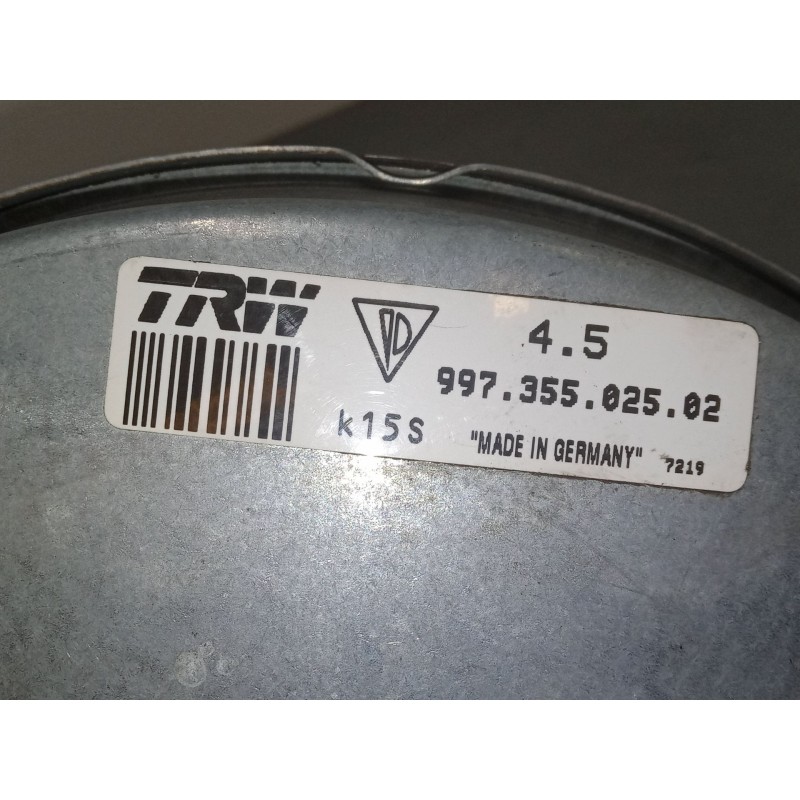 TRW
4.5
997.355.025.02
k15S
"MADE IN GERMANY" 7219